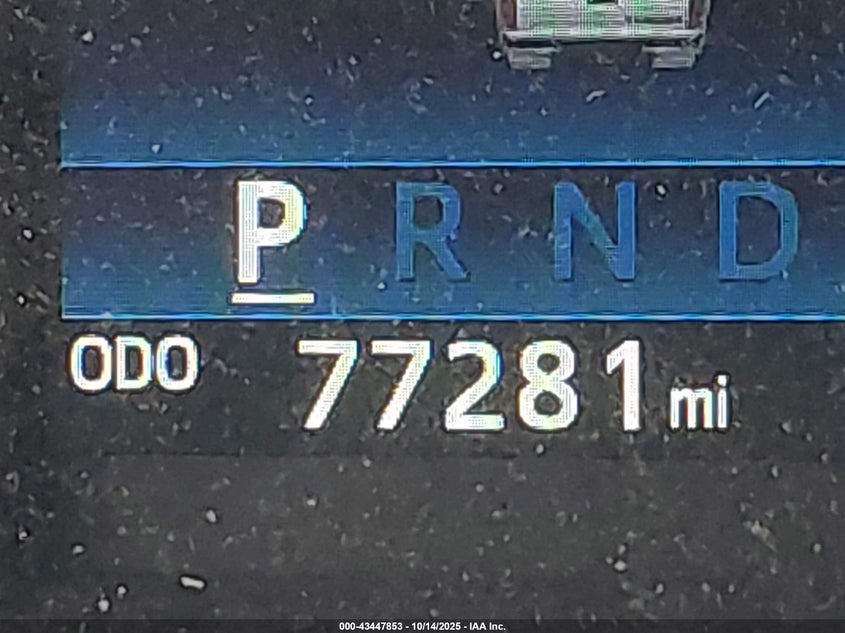 P R N D
ODO 77281 mi
000-43447853 - 10/14/2025 - IAA Inc.